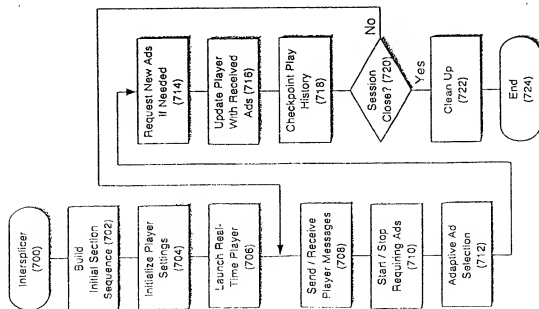 Intersplicer
(700)
Build
Initial Section
Sequence (702)
Initialize Player
Settings
(704)
Launch Real-
Time Player
(706)
Send / Receive
Player Messages
(708)
Start / Stop
Requiring Ads
(710)
Adaptive Ad
Selection
(712)
Request New Ads
If Needed
(714)
Update Player
With Received
Ads (716)
Checkpoint Play
History
(718)
Session
Close?
(720)
No
Yes
Clean Up
(722)
End
(724)